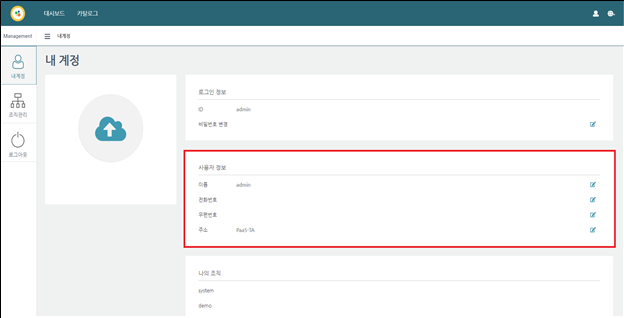 대시보드 카탈로그
Management 내계정
내계정
조직관리
로그아웃
내 계정
로그인 정보
ID admin
비밀번호 변경
사용자 정보
이름 admin
전화번호
우편번호
주소 PaaS-TA
나의 조직
system
demo